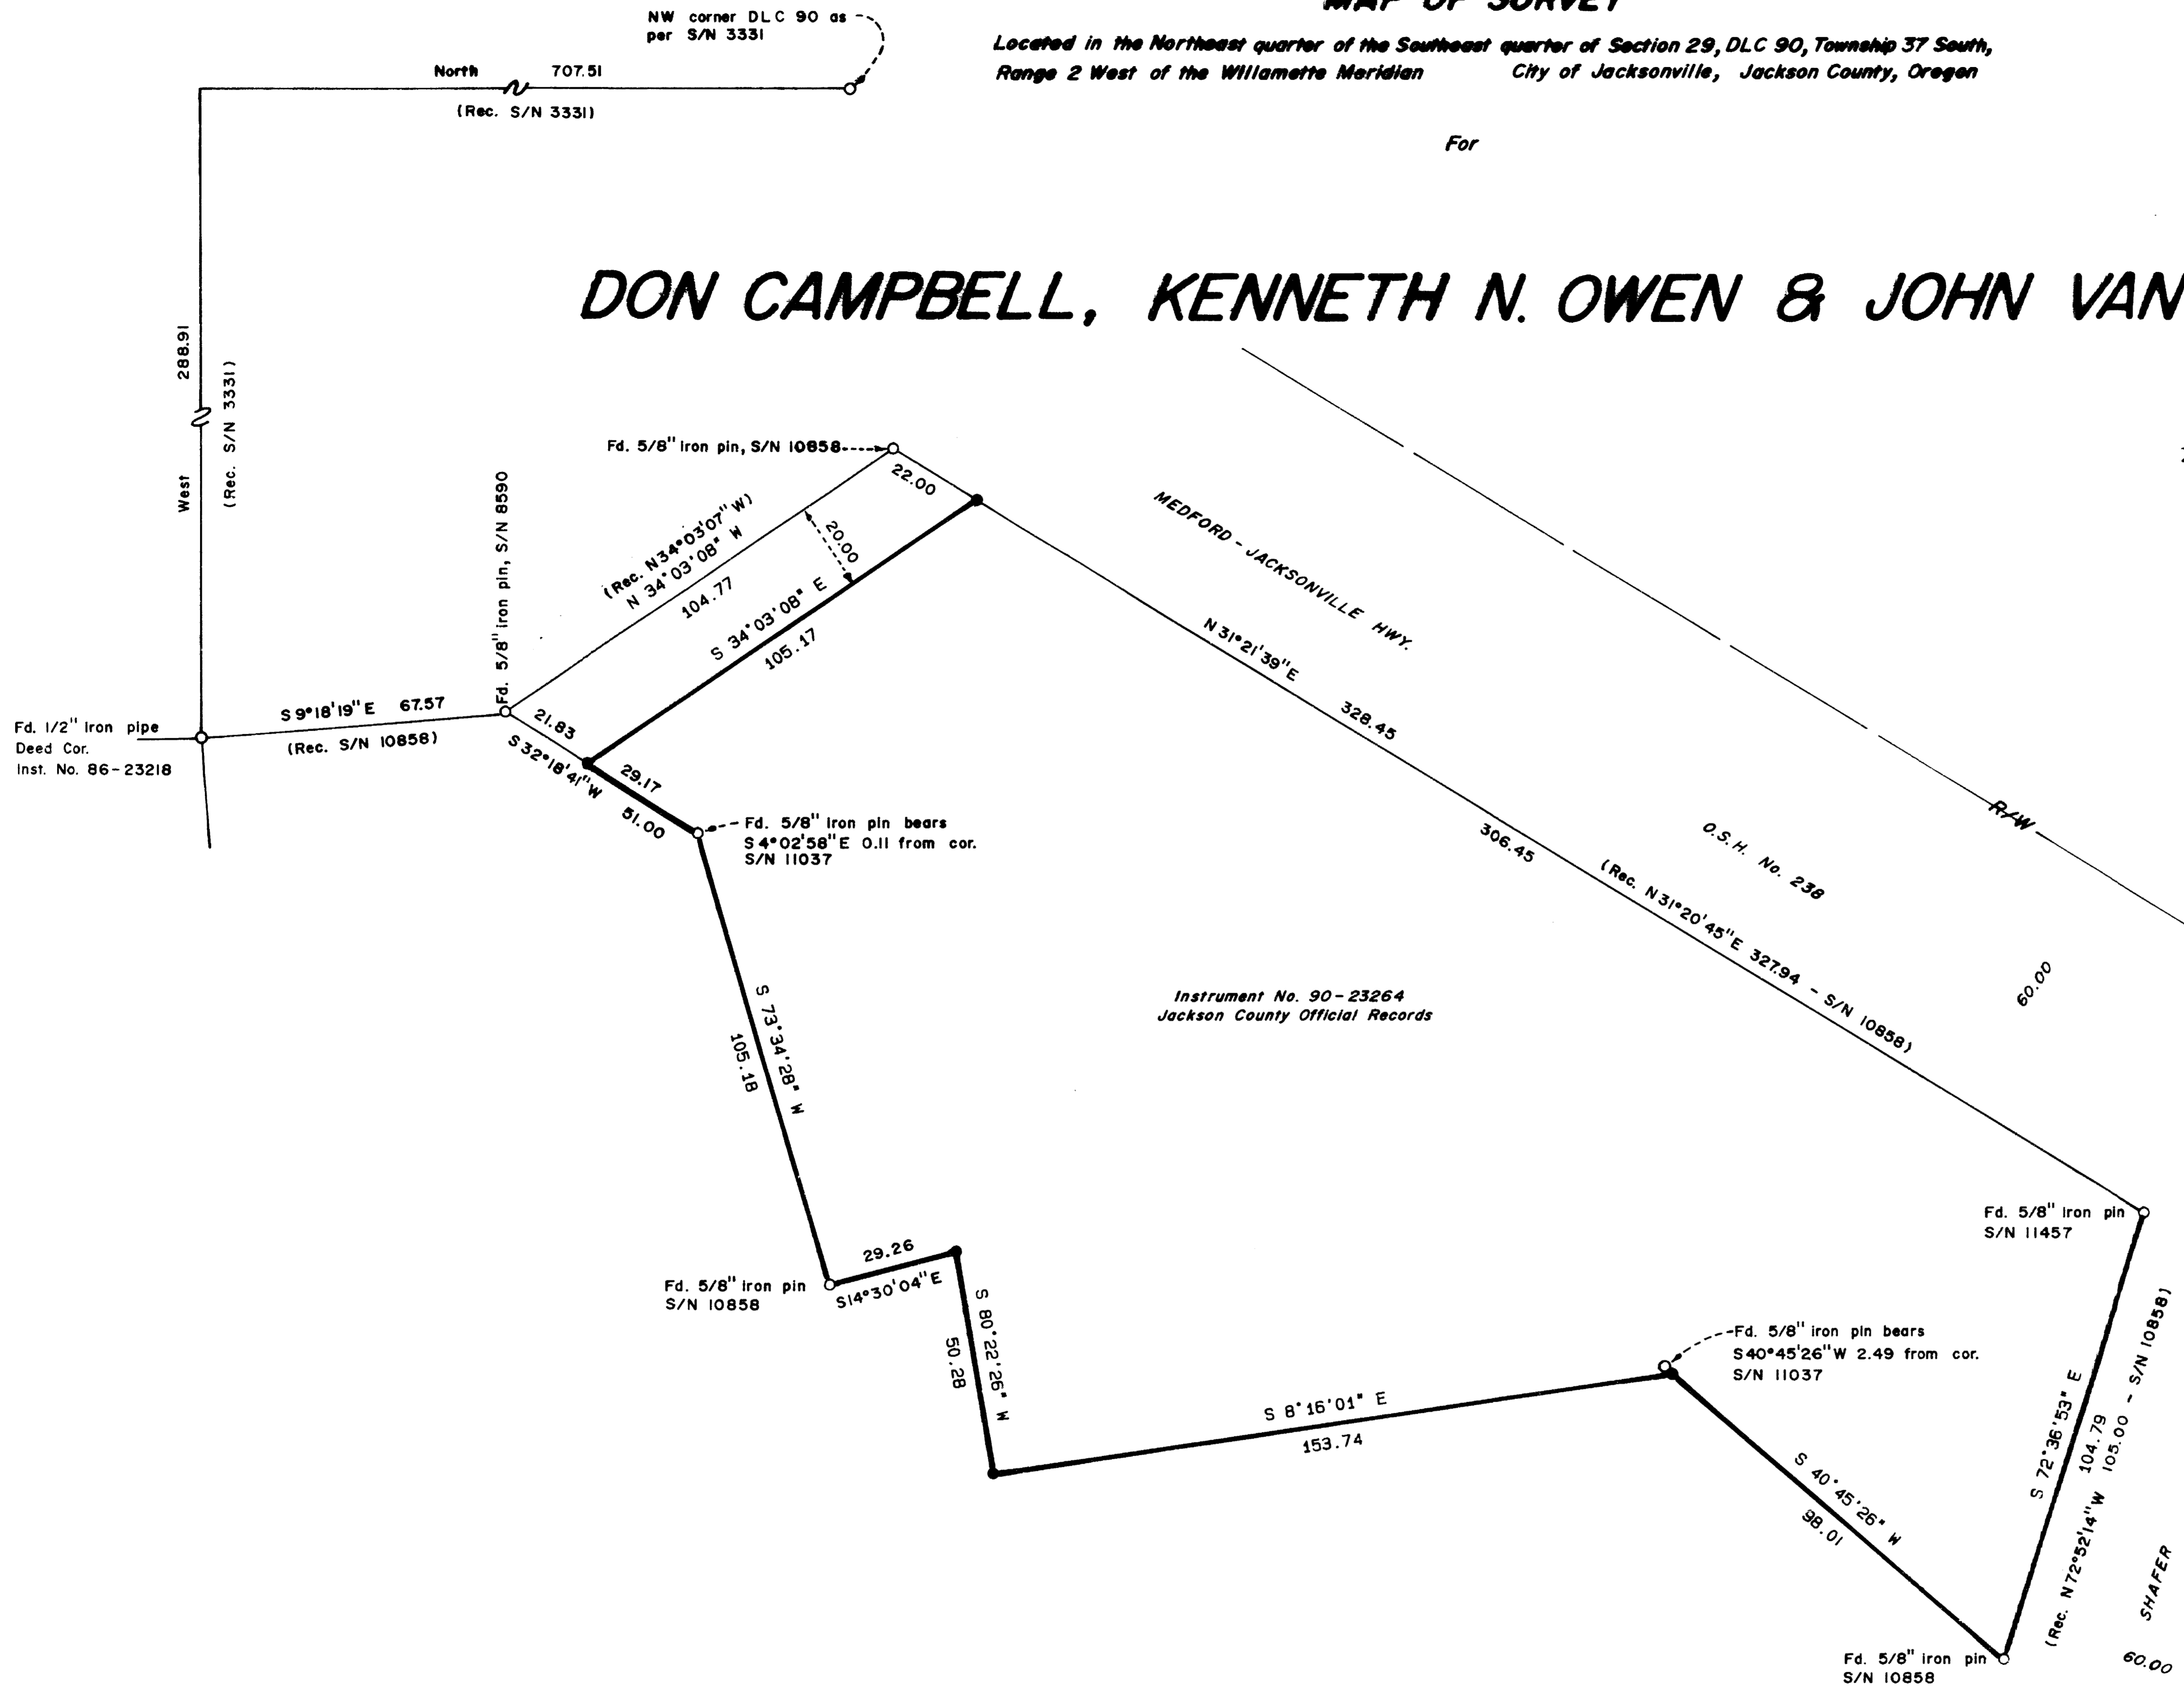 MAP OF SURVEY
Located in the Northeast quarter of the Southeast quarter of Section 29, DLC 90, Township 37 South,
Range 2 West of the Willamette Meridian City of Jacksonville, Jackson County, Oregon
For
DON CAMPBELL, KENNETH N. OWEN & JOHN VAN
NW corner DLC 90 as
per S/N 3331
North 707.51
(Rec. S/N 3331)
West 288.91
(Rec. S/N 3331)
Fd. 5/8" iron pin, S/N 10858
22.00
Fd. 5/8" iron pin, S/N 8590
(Rec. N34°03'07"W)
N 34°03'08" W
104.77
20.00
S 34°03'08" E
105.17
MEDFORD - JACKSONVILLE HWY.
N31°21'39"E 328.45
306.45
(Rec. N31°20'45"E 327.94 - S/N 10858)
O.S.H. No. 238
R/W
60.00
S9°18'19"E 67.57
(Rec. S/N 10858)
Fd. 1/2" iron pipe
Deed Cor.
Inst. No. 86-23218
21.83
S32°18'41"W 51.00
29.17
Fd. 5/8" iron pin bears
S4°02'58"E 0.11 from cor.
S/N 11037
S 73°34'28" W
105.18
Instrument No. 90-23264
Jackson County Official Records
Fd. 5/8" iron pin
S/N 11457
29.26
S14°30'04"E
Fd. 5/8" iron pin
S/N 10858
S 80°22'26" W
50.28
Fd. 5/8" iron pin bears
S40°45'26"W 2.49 from cor.
S/N 11037
S 8°16'01" E
153.74
S 40°45'26" W
98.01
S 72°36'53" E
104.79
(Rec. N72°52'14"W 105.00 - S/N 10858)
SHAFER
60.00
Fd. 5/8" iron pin
S/N 10858